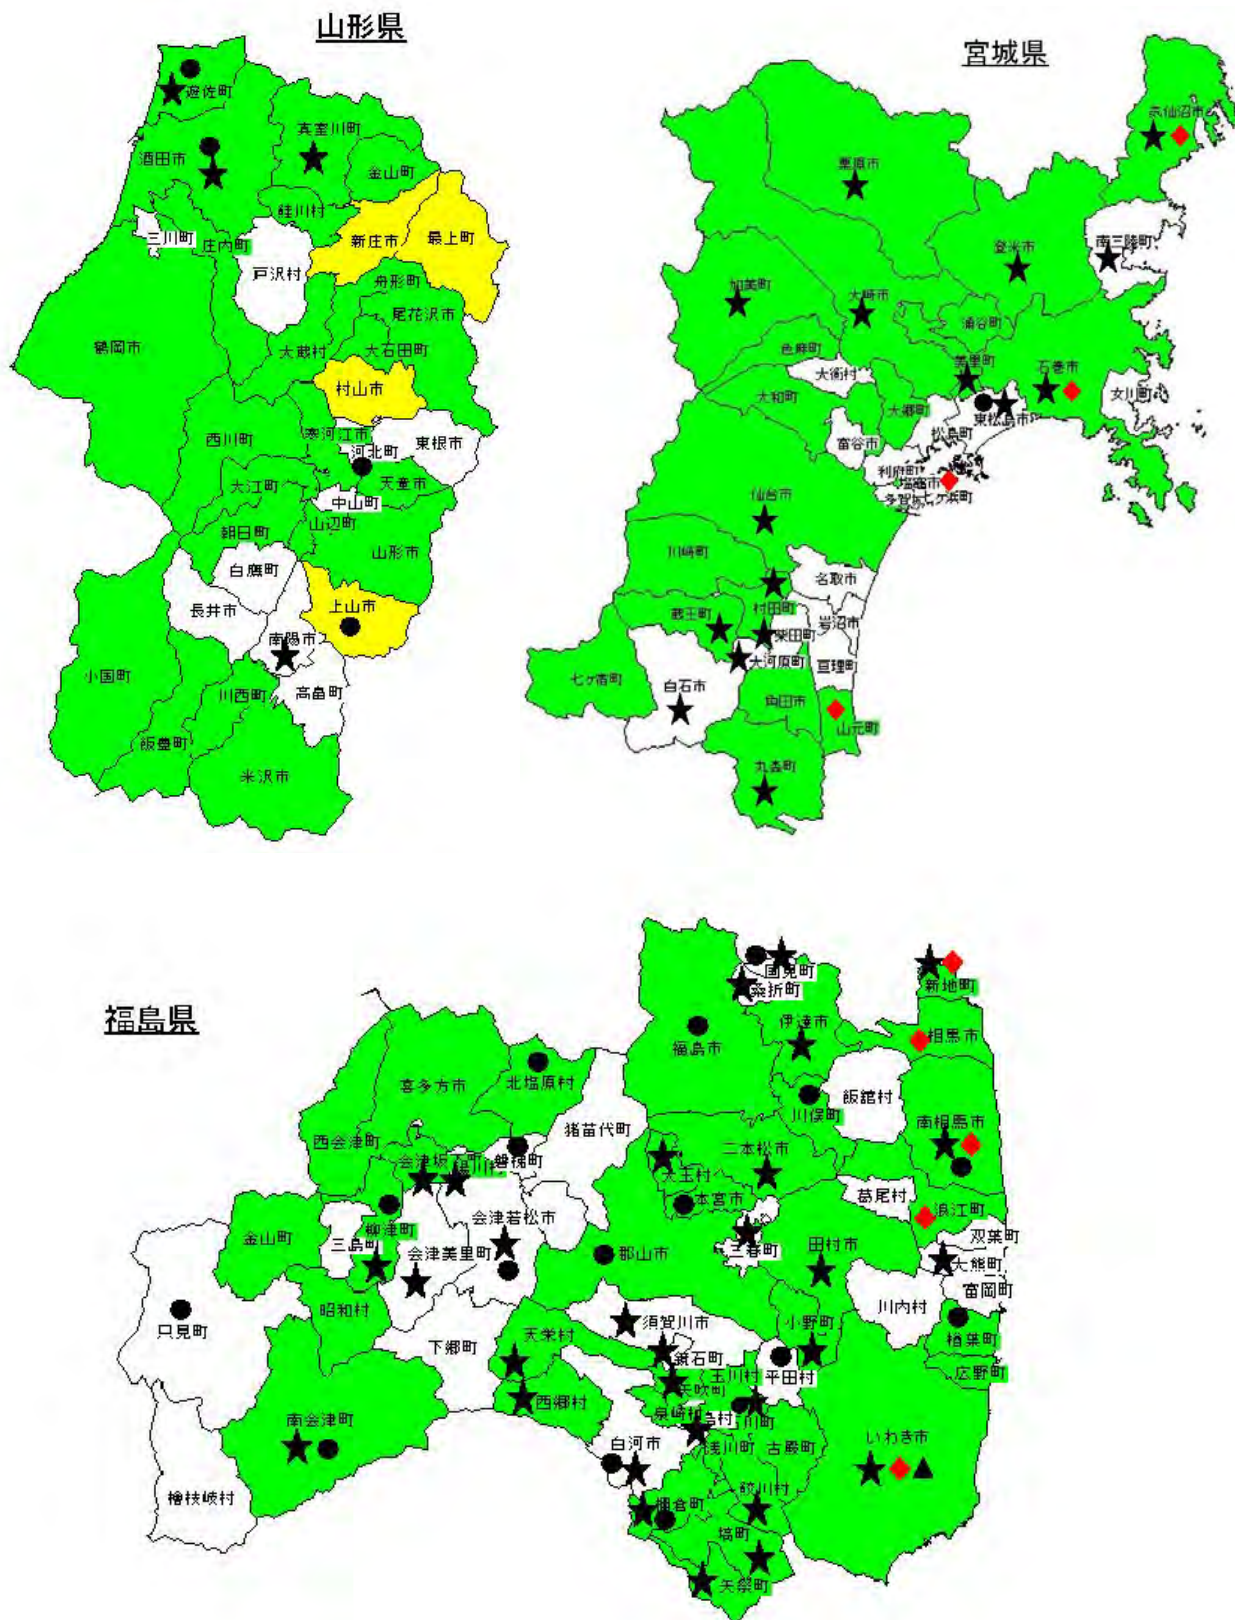 山形県
宮城県
遊佐町
真室川町
酒田市
金山町
鮭川村
三川町
庄内町
新庄市
最上町
戸沢村
舟形町
尾花沢市
鶴岡市
大蔵村
大石田町
村山市
西川町
寒河江市
河北町
東根市
大江町
天童市
中山町
山辺町
朝日町
山形市
白鷹町
長井市
上山市
南陽市
小国町
川西町
高畠町
飯豊町
米沢市
気仙沼市
栗原市
南三陸町
登米市
加美町
大崎市
涌谷町
色麻町
美里町
石巻市
大衡村
大和町
大郷町
女川町
東松島市
富谷市
松島町
利府町
塩竈市
七ヶ浜町
仙台市
川崎町
名取市
村田町
蔵王町
岩沼市
柴田町
大河原町
亘理町
七ヶ宿町
白石市
角田市
山元町
丸森町
福島県
国見町
桑折町
新地町
伊達市
福島市
相馬市
喜多方市
北塩原村
川俣町
飯舘村
猪苗代町
南相馬市
西会津町
会津坂下町
磐梯町
二本松市
大玉村
葛尾村
本宮市
浪江町
柳津町
会津若松市
双葉町
金山町
三島町
会津美里町
郡山市
三春町
田村市
大熊町
富岡町
川内村
只見町
昭和村
下郷町
須賀川市
小野町
楢葉町
天栄村
鏡石町
平田村
広野町
玉川村
矢吹町
西郷村
泉崎村
南会津町
白河市
浅川町
古殿町
いわき市
檜枝岐村
鮫川村
棚倉町
塙町
矢祭町